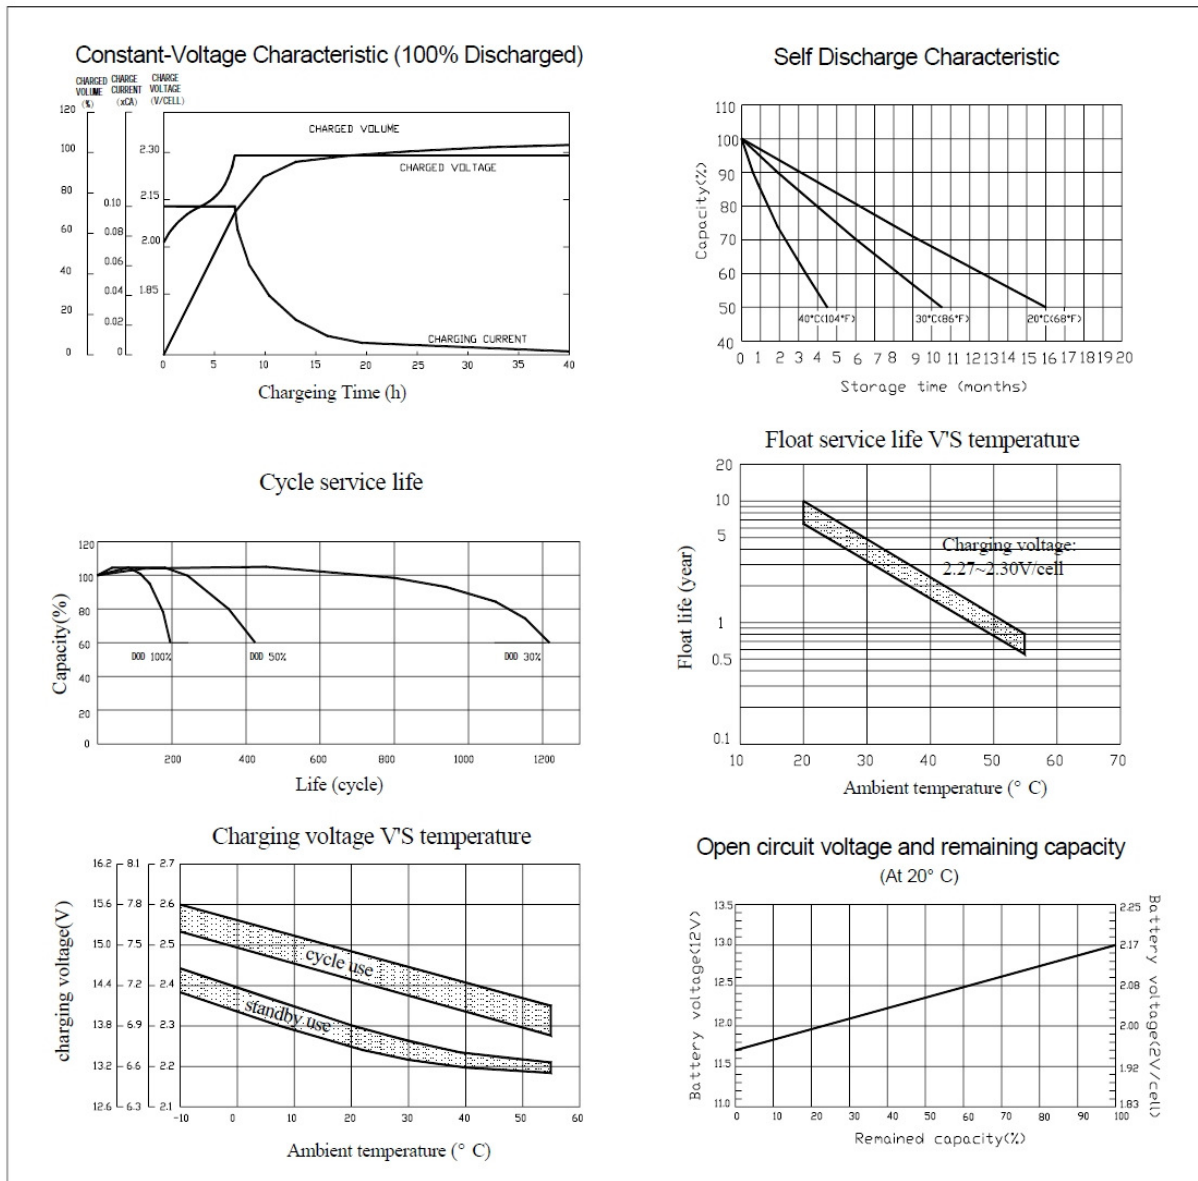 Constant-Voltage Characteristic (100% Discharged)
CHARGED VOLUME (%)
CHARGE CURRENT (xCA)
CHARGE VOLTAGE (V/CELL)
120
100
80
60
40
20
0
0.10
0.08
0.06
0.04
0.02
0
2.30
2.15
2.00
1.85
CHARGED VOLUME
CHARGED VOLTAGE
CHARGING CURRENT
0 5 10 15 20 25 30 35 40
Chargeing Time (h)
Self Discharge Characteristic
Capacity(%)
110
100
90
80
70
60
50
40
40°C(104°F) 30°C(86°F) 20°C(68°F)
0 1 2 3 4 5 6 7 8 9 10 11 12 13 14 15 16 17 18 19 20
Storage time (months)
Cycle service life
Capacity(%)
120
100
80
60
40
20
0
DOD 100% DOD 50% DOD 30%
200 400 600 800 1000 1200
Life (cycle)
Float service life V'S temperature
Float life (year)
20
10
5
1
0.5
0.1
Charging voltage:
2.27~2.30V/cell
10 20 30 40 50 60 70
Ambient temperature (° C)
Charging voltage V'S temperature
charging voltage(V)
16.2 8.1 2.7
15.6 7.8 2.6
15.0 7.5 2.5
14.4 7.2 2.4
13.8 6.9 2.3
13.2 6.6 2.2
12.6 6.3 2.1
cycle use
standby use
-10 0 10 20 30 40 50 60
Ambient temperature (° C)
Open circuit voltage and remaining capacity
(At 20° C)
Battery voltage(12V)
13.5
13.0
12.5
12.0
11.5
11.0
2.25
2.17
2.08
2.00
1.92
1.83
Battery voltage(2V/cell)
0 10 20 30 40 50 60 70 80 90 100
Remained capacity(%)